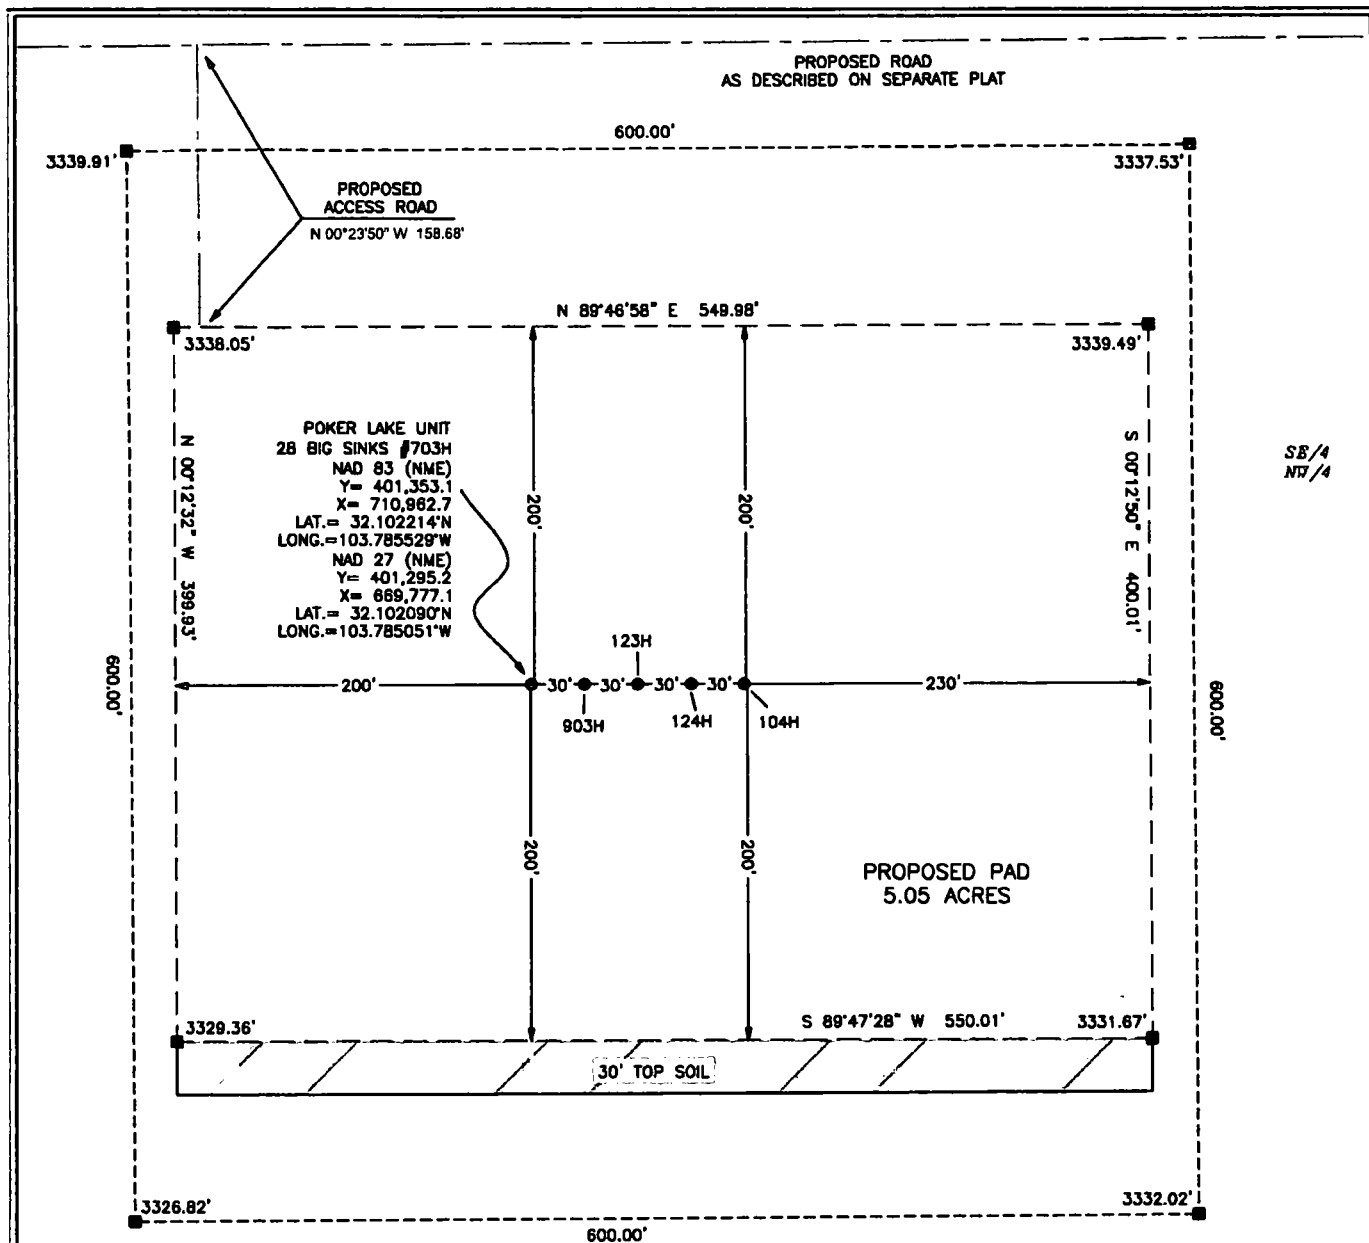 PROPOSED ROAD
AS DESCRIBED ON SEPARATE PLAT
600.00'
3339.91'
3337.53'
PROPOSED
ACCESS ROAD
N 00°23'50" W 158.68'
N 89°46'58" E 549.98'
3338.05'
3339.49'
POKER LAKE UNIT
28 BIG SINKS #703H
NAD 83 (NME)
Y= 401,353.1
X= 710,962.7
LAT.= 32.102214°N
LONG.=103.785529°W
NAD 27 (NME)
Y= 401,295.2
X= 669,777.1
LAT.= 32.102090°N
LONG.=103.785051°W
N 00°12'32" W 399.93'
S 00°12'50" E 400.01'
SE/4
NW/4
200'
200'
123H
600.00'
200'
30'
30'
30'
30'
230'
600.00'
903H
124H
104H
200'
200'
PROPOSED PAD
5.05 ACRES
3329.36'
S 89°47'28" W 550.01'
3331.67'
30' TOP SOIL
3326.82'
3332.02'
600.00'